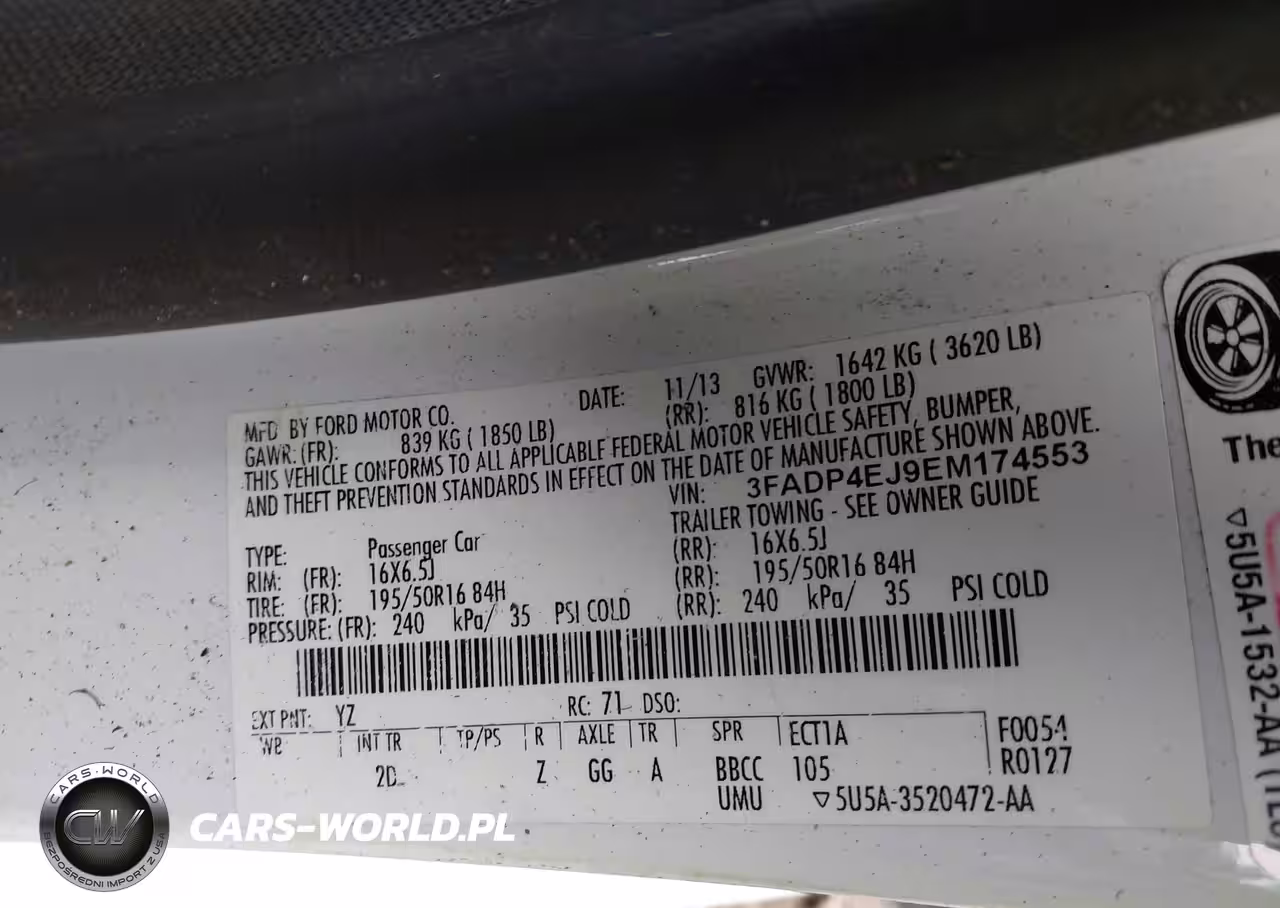 MFD BY FORD MOTOR CO. DATE: 11/13 GVWR: 1642 KG ( 3620 LB)
GAWR: (FR): 839 KG ( 1850 LB) (RR): 816 KG ( 1800 LB)
THIS VEHICLE CONFORMS TO ALL APPLICABLE FEDERAL MOTOR VEHICLE SAFETY, BUMPER,
AND THEFT PREVENTION STANDARDS IN EFFECT ON THE DATE OF MANUFACTURE SHOWN ABOVE.
VIN: 3FADP4EJ9EM174553
TRAILER TOWING - SEE OWNER GUIDE
TYPE: Passenger Car
RIM: (FR): 16X6.5J (RR): 16X6.5J
TIRE: (FR): 195/50R16 84H (RR): 195/50R16 84H
PRESSURE: (FR): 240 kPa/ 35 PSI COLD (RR): 240 kPa/ 35 PSI COLD
EXT PNT: YZ RC: 71 DSO:
WB INT TR TP/PS R AXLE TR SPR ECT1A F0054
2D Z GG A BBCC 105 R0127
UMU ▽5U5A-3520472-AA
The
▽5U5A-1532-AA
CARS-WORLD
CW
BEZPOŚREDNI IMPORT Z USA
CARS-WORLD.PL